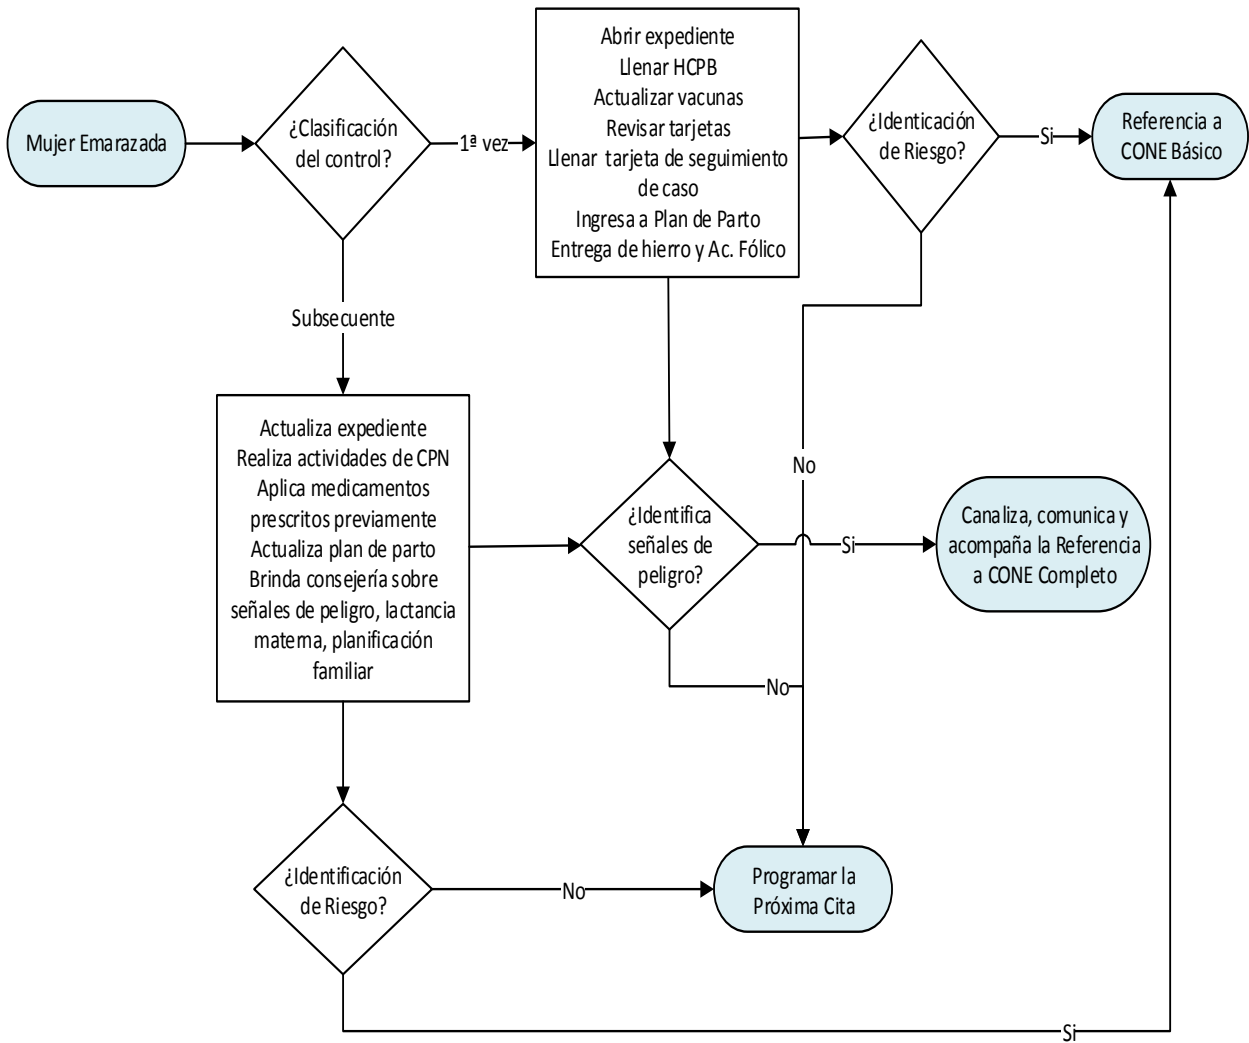 Mujer Emarazada
¿Clasificación
del control?
1ª vez
Abrir expediente
Llenar HCPB
Actualizar vacunas
Revisar tarjetas
Llenar tarjeta de seguimiento
de caso
Ingresa a Plan de Parto
Entrega de hierro y Ac. Fólico
¿Identicación
de Riesgo?
Si
Referencia a
CONE Básico
Subsecuente
Actualiza expediente
Realiza actividades de CPN
Aplica medicamentos
prescritos previamente
Actualiza plan de parto
Brinda consejería sobre
señales de peligro, lactancia
materna, planificación
familiar
¿Identifica
señales de
peligro?
No
Si
Canaliza, comunica y
acompaña la Referencia
a CONE Completo
No
¿Identificación
de Riesgo?
No
Programar la
Próxima Cita
Si